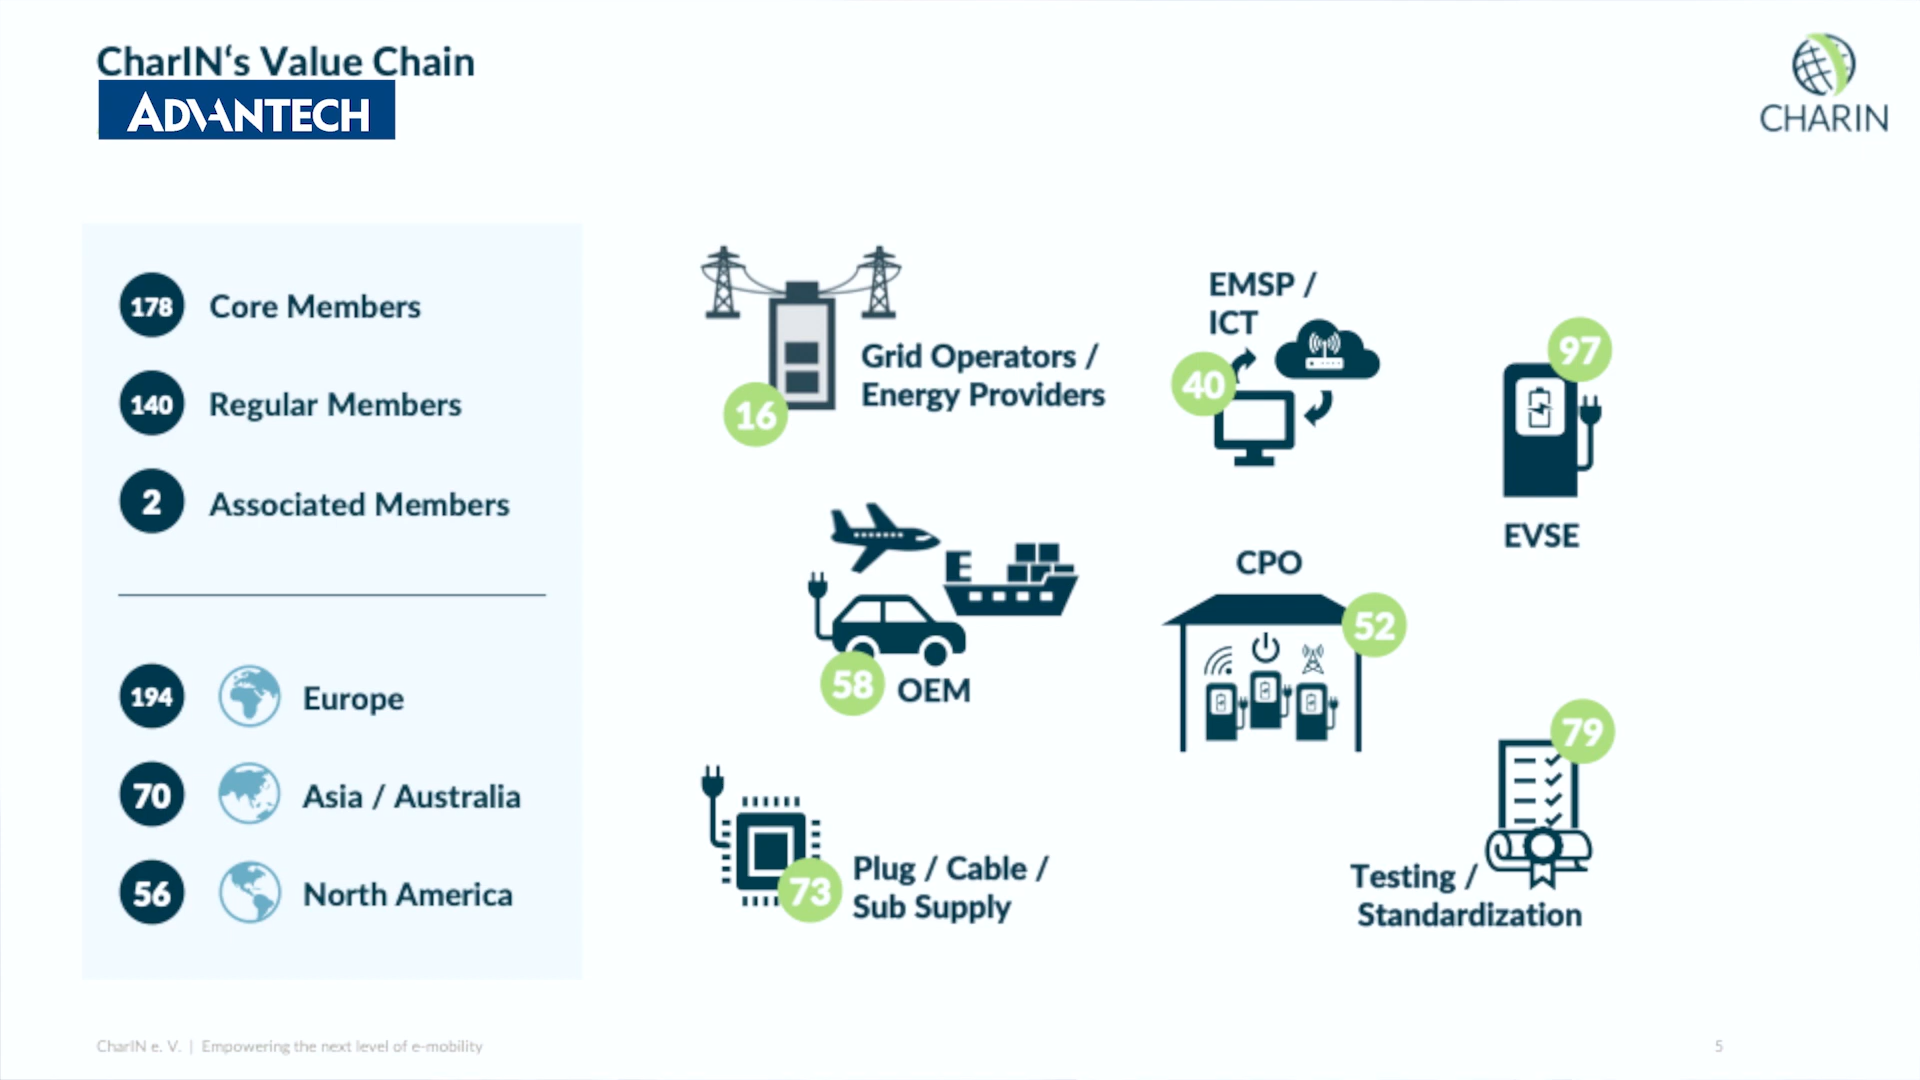 CharIN‘s Value Chain
ADVANTECH
CHARIN
178 Core Members
140 Regular Members
2 Associated Members
194 Europe
70 Asia / Australia
56 North America
Grid Operators /
Energy Providers
16
EMSP /
ICT
40
97
EVSE
58 OEM
CPO
52
73
Plug / Cable /
Sub Supply
79
Testing /
Standardization
CharIN e. V. | Empowering the next level of e-mobility
5